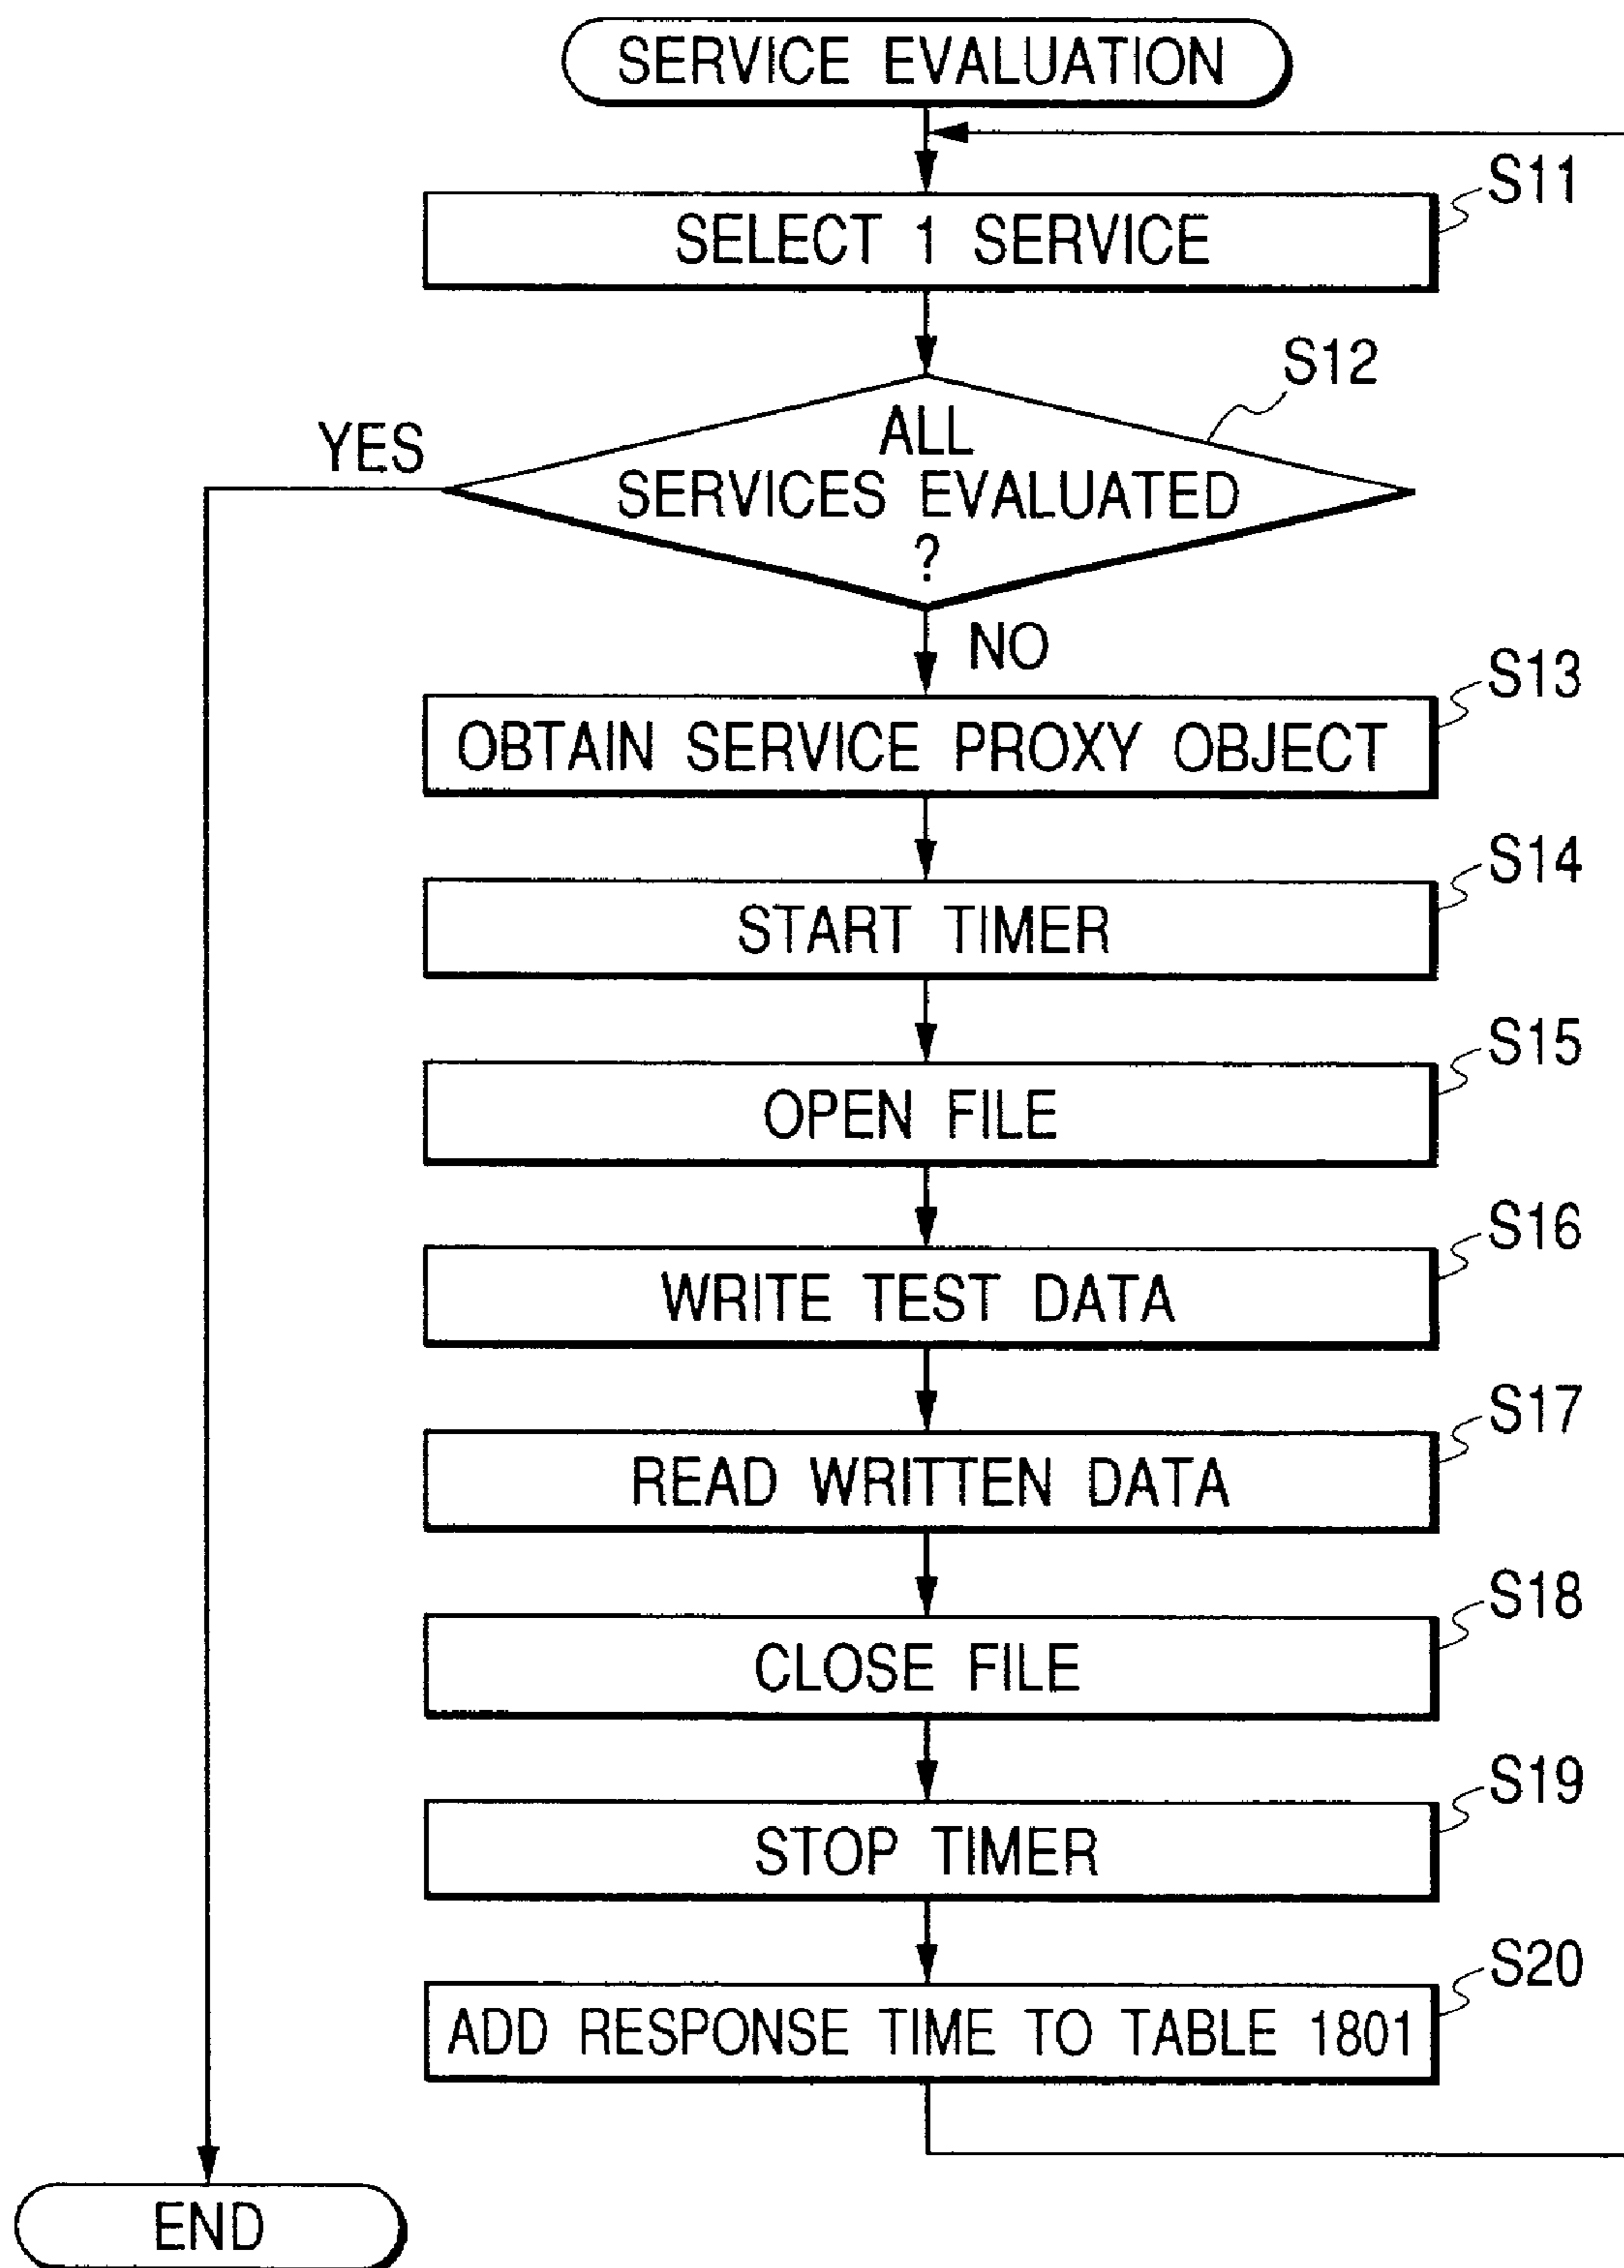 SERVICE EVALUATION
S11
SELECT 1 SERVICE
S12
YES
ALL
SERVICES EVALUATED
?
NO
S13
OBTAIN SERVICE PROXY OBJECT
S14
START TIMER
S15
OPEN FILE
S16
WRITE TEST DATA
S17
READ WRITTEN DATA
S18
CLOSE FILE
S19
STOP TIMER
S20
ADD RESPONSE TIME TO TABLE 1801
END